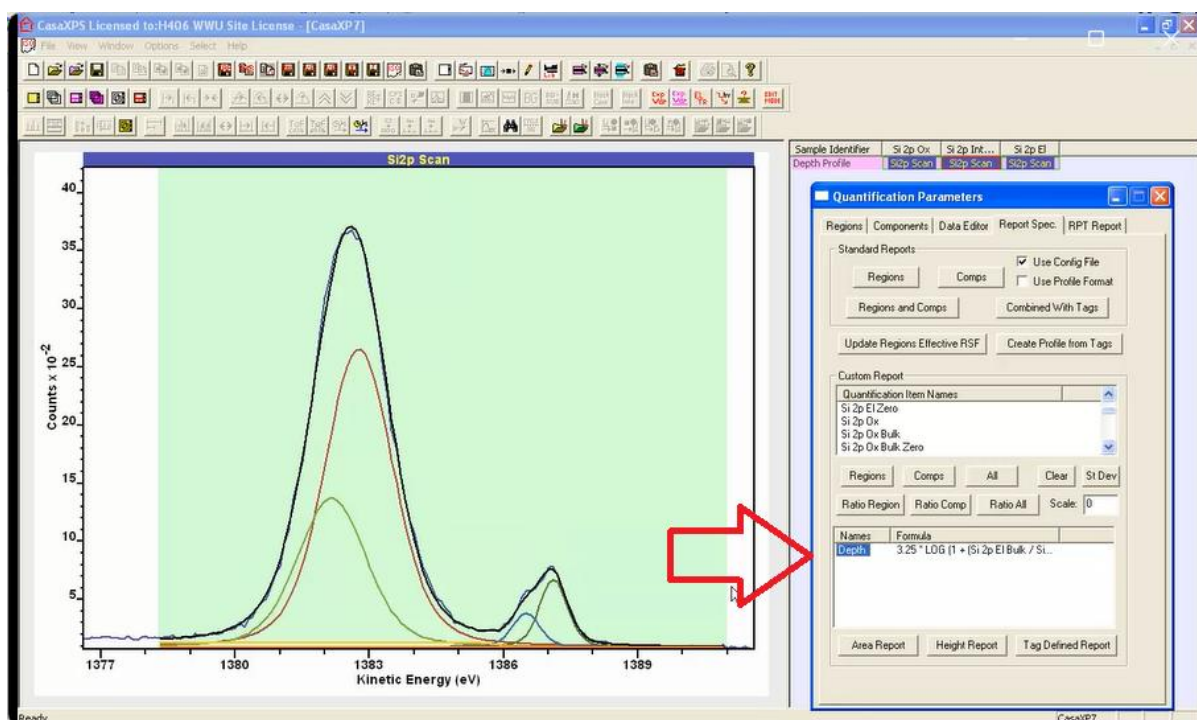 CasaXPS Licensed to:H406 WWU Site License - [CasaXP7]
File View Window Options Select Help
Si2p Scan
40
35
30
25
20
15
10
5
Counts x 10⁻²
1377 1380 1383 1386 1389
Kinetic Energy (eV)
Sample Identifier Si 2p Ox Si 2p Int... Si 2p El
Depth Profile Si2p Scan Si2p Scan Si2p Scan
Quantification Parameters
Regions Components Data Editor Report Spec. RPT Report
Standard Reports
Use Config File
Regions Comps Use Profile Format
Regions and Comps Combined With Tags
Update Regions Effective RSF Create Profile from Tags
Custom Report
Quantification Item Names
Si 2p El Zero
Si 2p Ox
Si 2p Ox Bulk
Si 2p Ox Bulk Zero
Regions Comps All Clear St Dev
Ratio Region Ratio Comp Ratio All Scale: 0
Names Formula
Depth 3.25 * LOG (1 + (Si 2p El Bulk / Si...
Area Report Height Report Tag Defined Report
Ready CasaXP7